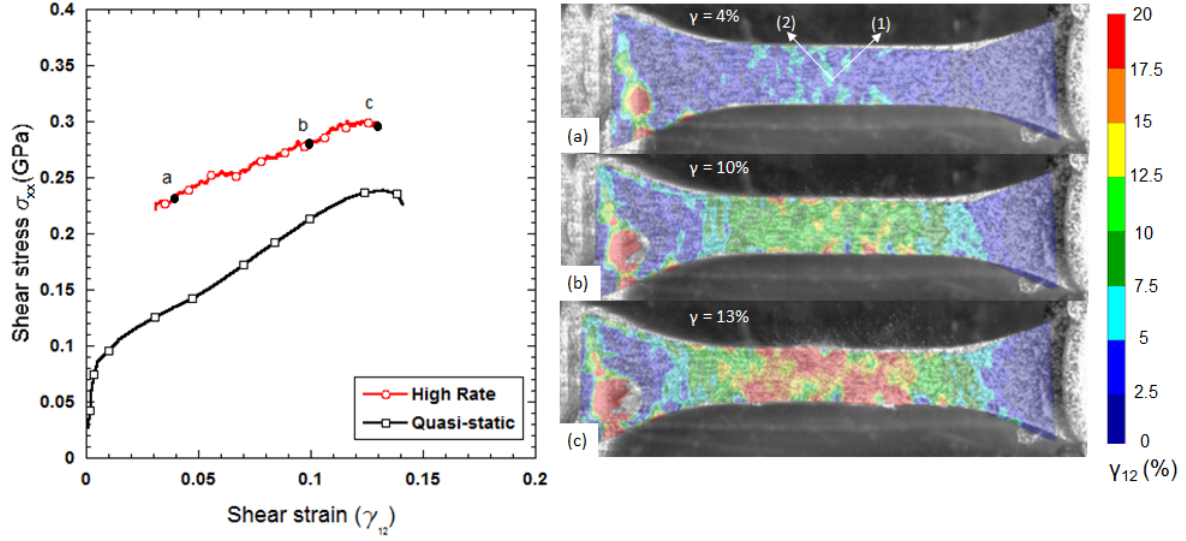 0.4
0.35
0.3
0.25
0.2
0.15
0.1
0.05
0
Shear stress σxx(GPa)
a
b
c
High Rate
Quasi-static
0
0.05
0.1
0.15
0.2
Shear strain (γ12)
γ = 4%
(2)
(1)
(a)
γ = 10%
(b)
γ = 13%
(c)
20
17.5
15
12.5
10
7.5
5
2.5
0
γ12 (%)